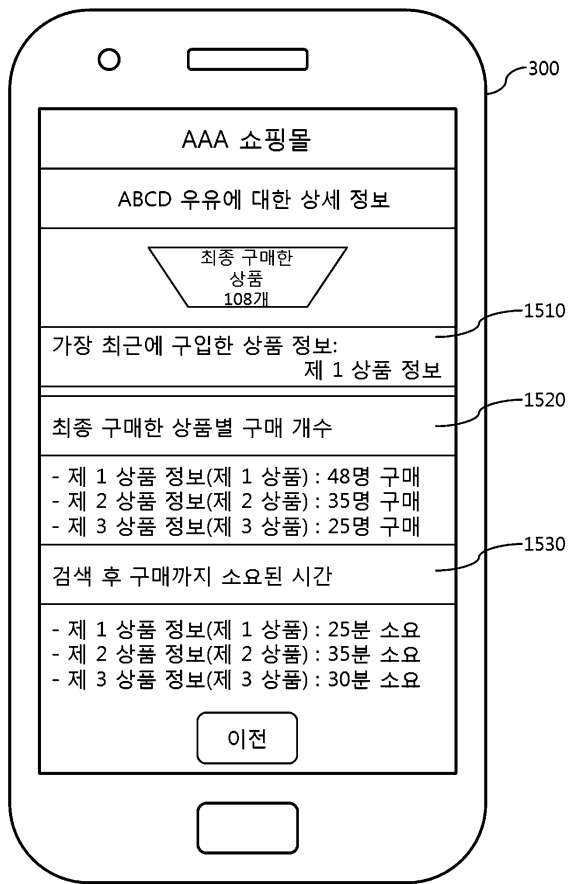 300
AAA 쇼핑몰
ABCD 우유에 대한 상세 정보
최종 구매한
상품
108개
1510
가장 최근에 구입한 상품 정보:
제 1 상품 정보
1520
최종 구매한 상품별 구매 개수
- 제 1 상품 정보(제 1 상품) : 48명 구매
- 제 2 상품 정보(제 2 상품) : 35명 구매
- 제 3 상품 정보(제 3 상품) : 25명 구매
1530
검색 후 구매까지 소요된 시간
- 제 1 상품 정보(제 1 상품) : 25분 소요
- 제 2 상품 정보(제 2 상품) : 35분 소요
- 제 3 상품 정보(제 3 상품) : 30분 소요
이전